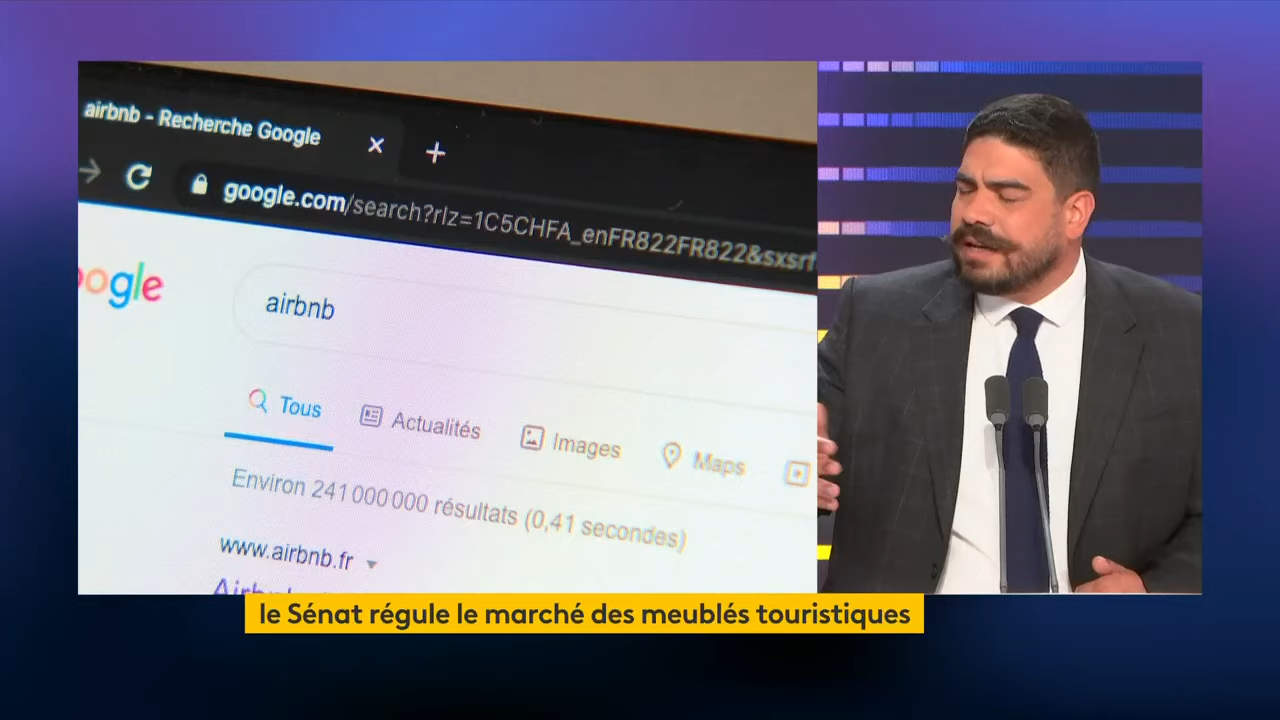 airbnb - Recherche Google
google.com/search?rlz=1C5CHFA_enFR822FR822&sxsrf
oogle
airbnb
Tous Actualités Images Maps
Environ 241 000 000 résultats (0,41 secondes)
www.airbnb.fr
le Sénat régule le marché des meublés touristiques